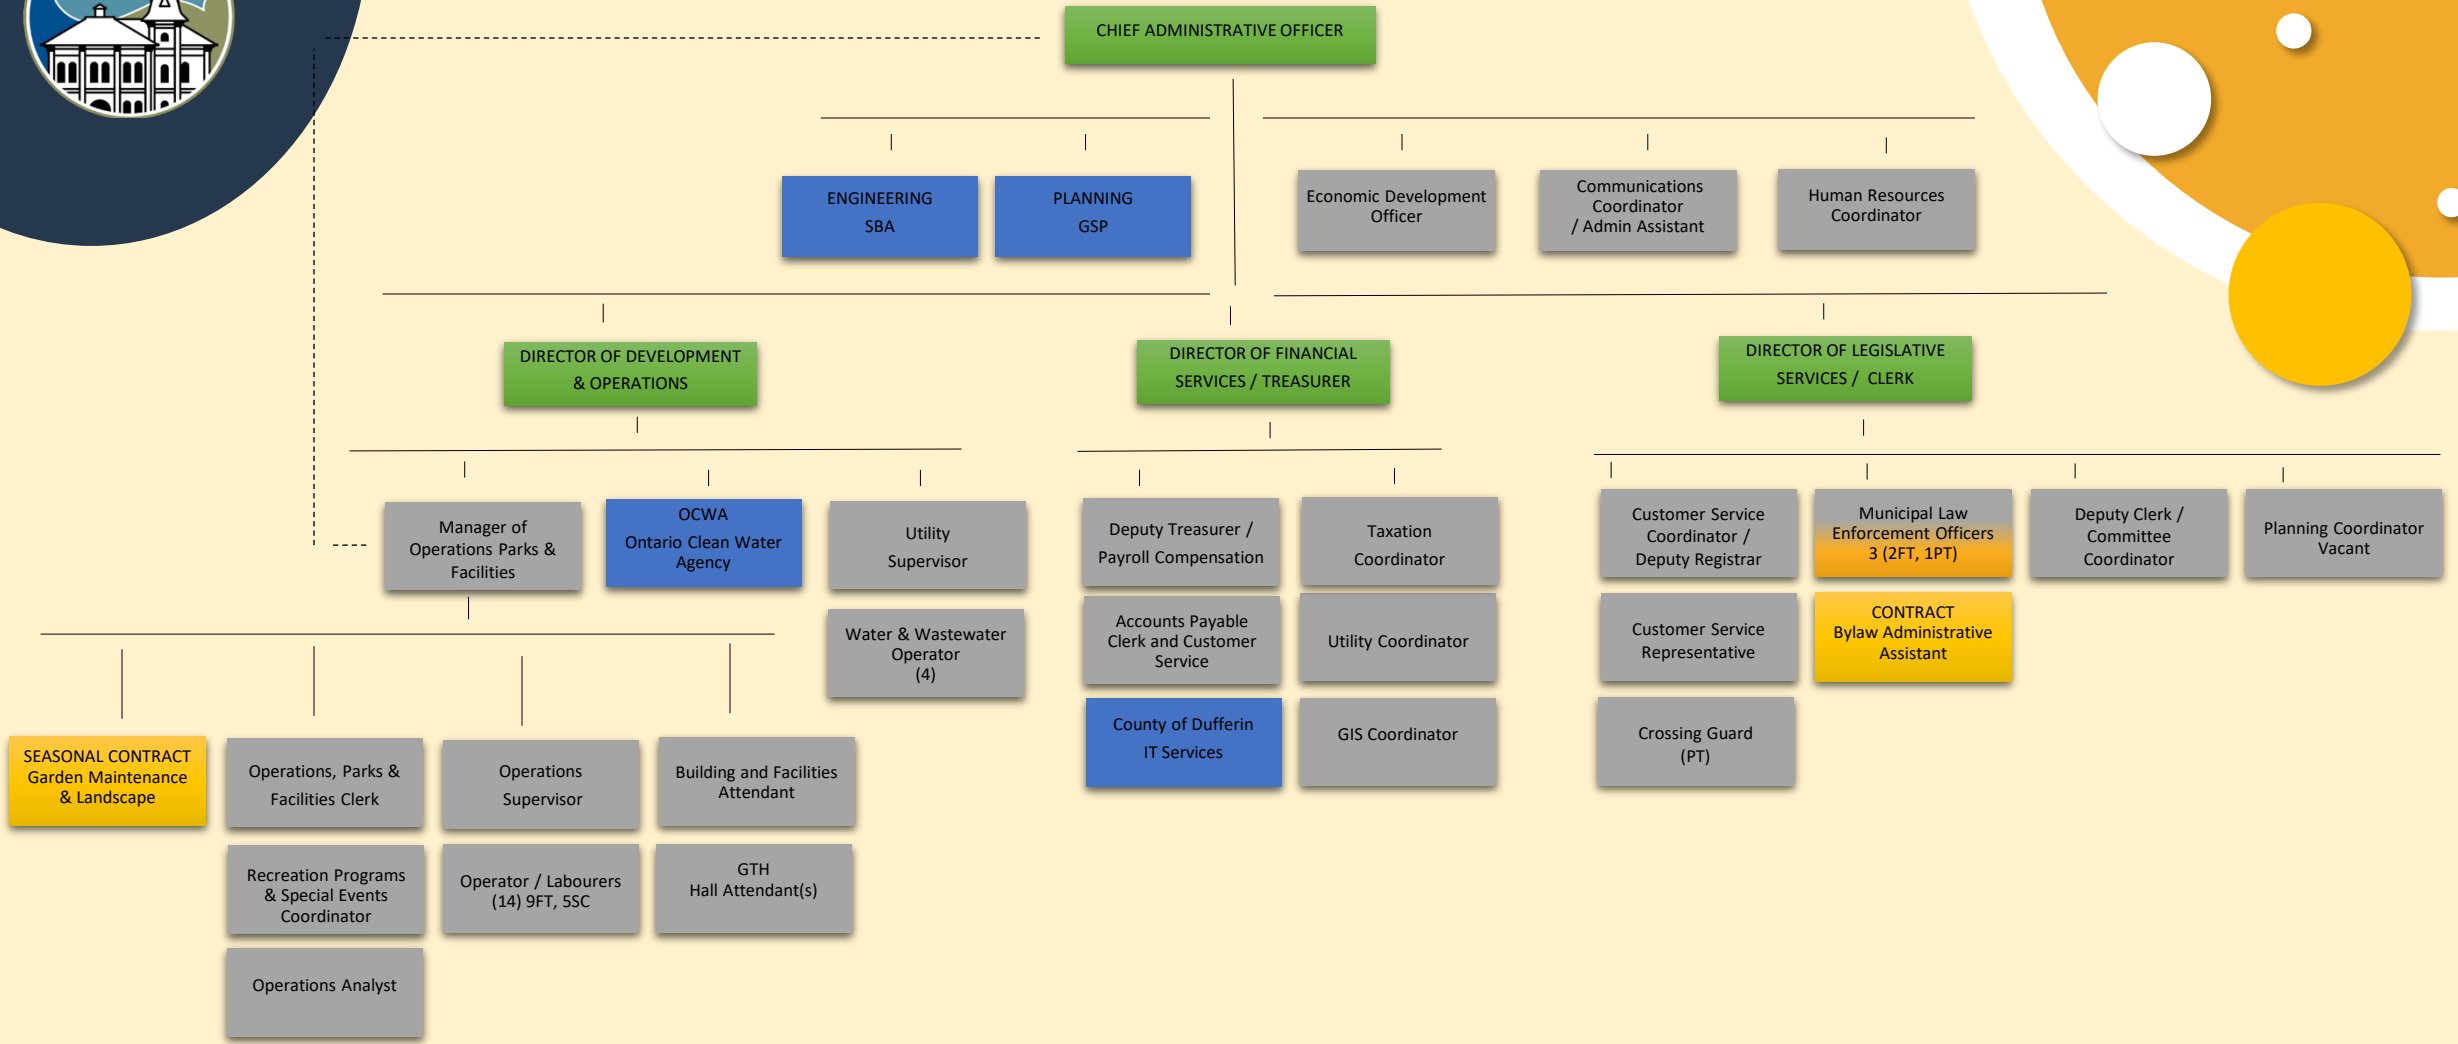 CHIEF ADMINISTRATIVE OFFICER
ENGINEERING
SBA
PLANNING
GSP
Economic Development
Officer
Communications
Coordinator
/ Admin Assistant
Human Resources
Coordinator
DIRECTOR OF DEVELOPMENT
& OPERATIONS
DIRECTOR OF FINANCIAL
SERVICES / TREASURER
DIRECTOR OF LEGISLATIVE
SERVICES / CLERK
Manager of
Operations Parks &
Facilities
OCWA
Ontario Clean Water
Agency
Utility
Supervisor
Water & Wastewater
Operator
(4)
Deputy Treasurer /
Payroll Compensation
Taxation
Coordinator
Accounts Payable
Clerk and Customer
Service
Utility Coordinator
County of Dufferin
IT Services
GIS Coordinator
Customer Service
Coordinator /
Deputy Registrar
Municipal Law
Enforcement Officers
3 (2FT, 1PT)
Deputy Clerk /
Committee
Coordinator
Planning Coordinator
Vacant
Customer Service
Representative
CONTRACT
Bylaw Administrative
Assistant
Crossing Guard
(PT)
SEASONAL CONTRACT
Garden Maintenance
& Landscape
Operations, Parks &
Facilities Clerk
Operations
Supervisor
Building and Facilities
Attendant
Recreation Programs
& Special Events
Coordinator
Operator / Labourers
(14) 9FT, 5SC
GTH
Hall Attendant(s)
Operations Analyst